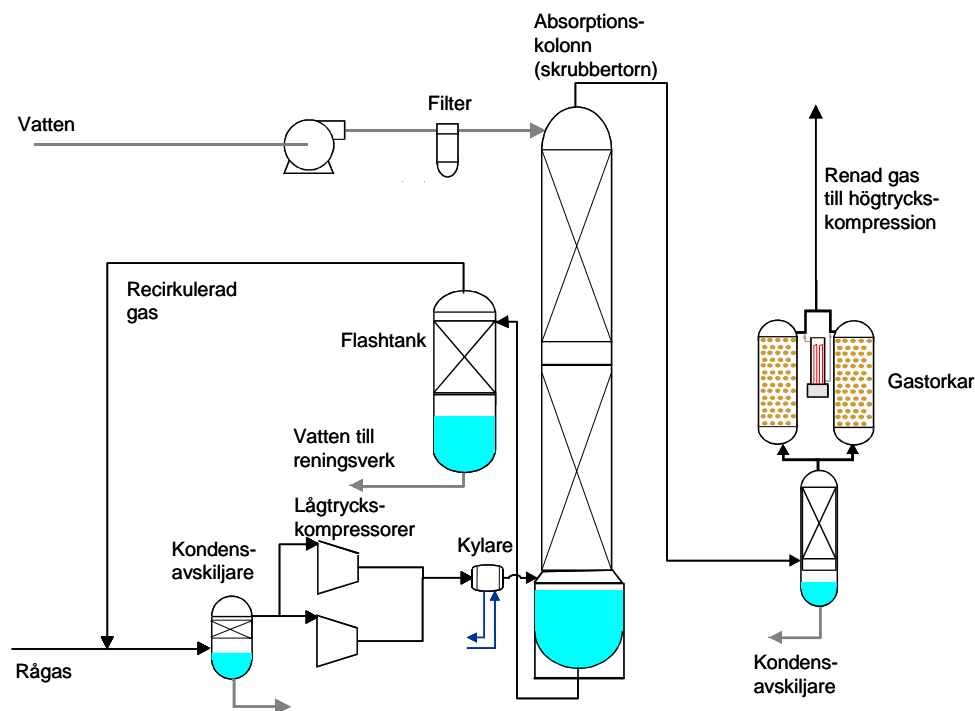 Absorptions-
kolonn
(skrubbertorn)
Filter
Vatten
Renad gas
till högtrycks-
kompression
Recirkulerad
gas
Flashtank
Gastorkar
Vatten till
reningsverk
Lågtrycks-
kompressorer
Kylare
Kondens-
avskiljare
Rågas
Kondens-
avskiljare